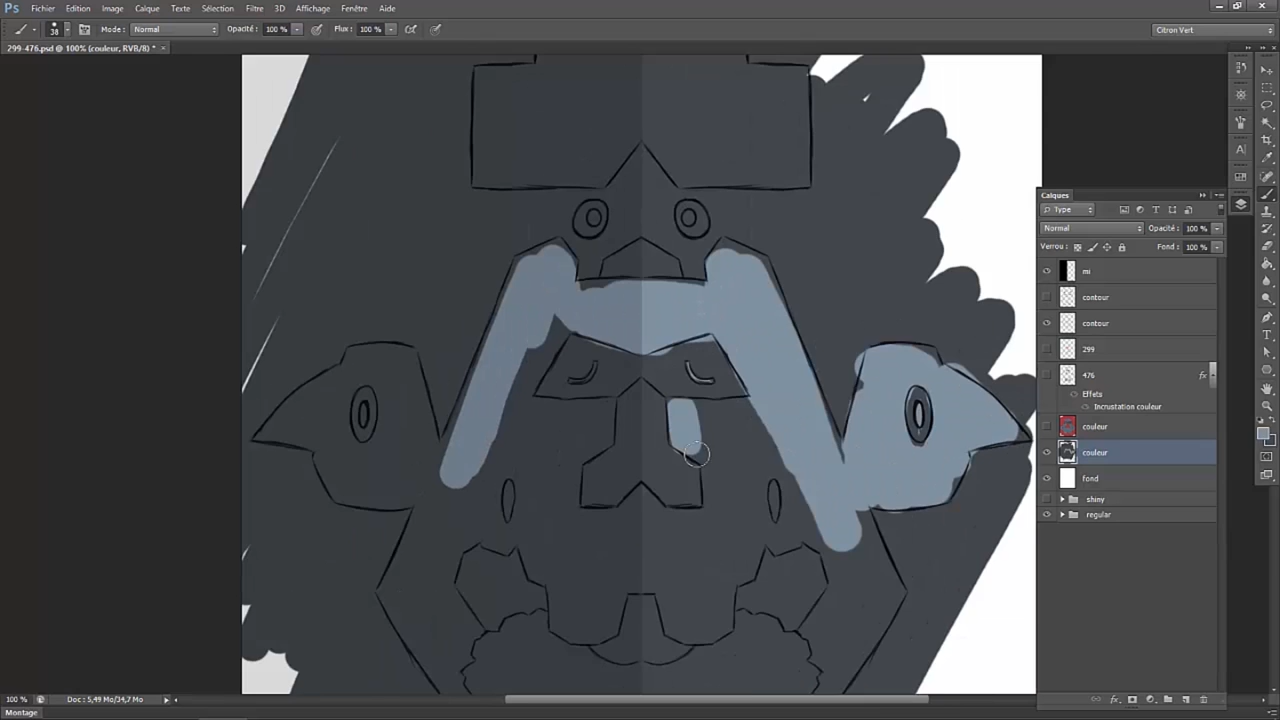 Ps Fichier Edition Image Calque Texte Sélection Filtre 3D Affichage Fenêtre Aide
38 Mode : Normal Opacité : 100 % Flux : 100 % Citron Vert
299-476.psd @ 100% (couleur, RVB/8) *
Calques
Type
Normal Opacité : 100 %
Verrou : Fond : 100 %
mi
contour
contour
299
476 fx
Effets
Incrustation couleur
couleur
couleur
fond
shiny
regular
100 % Doc : 5,49 Mo/34,7 Mo
Montage